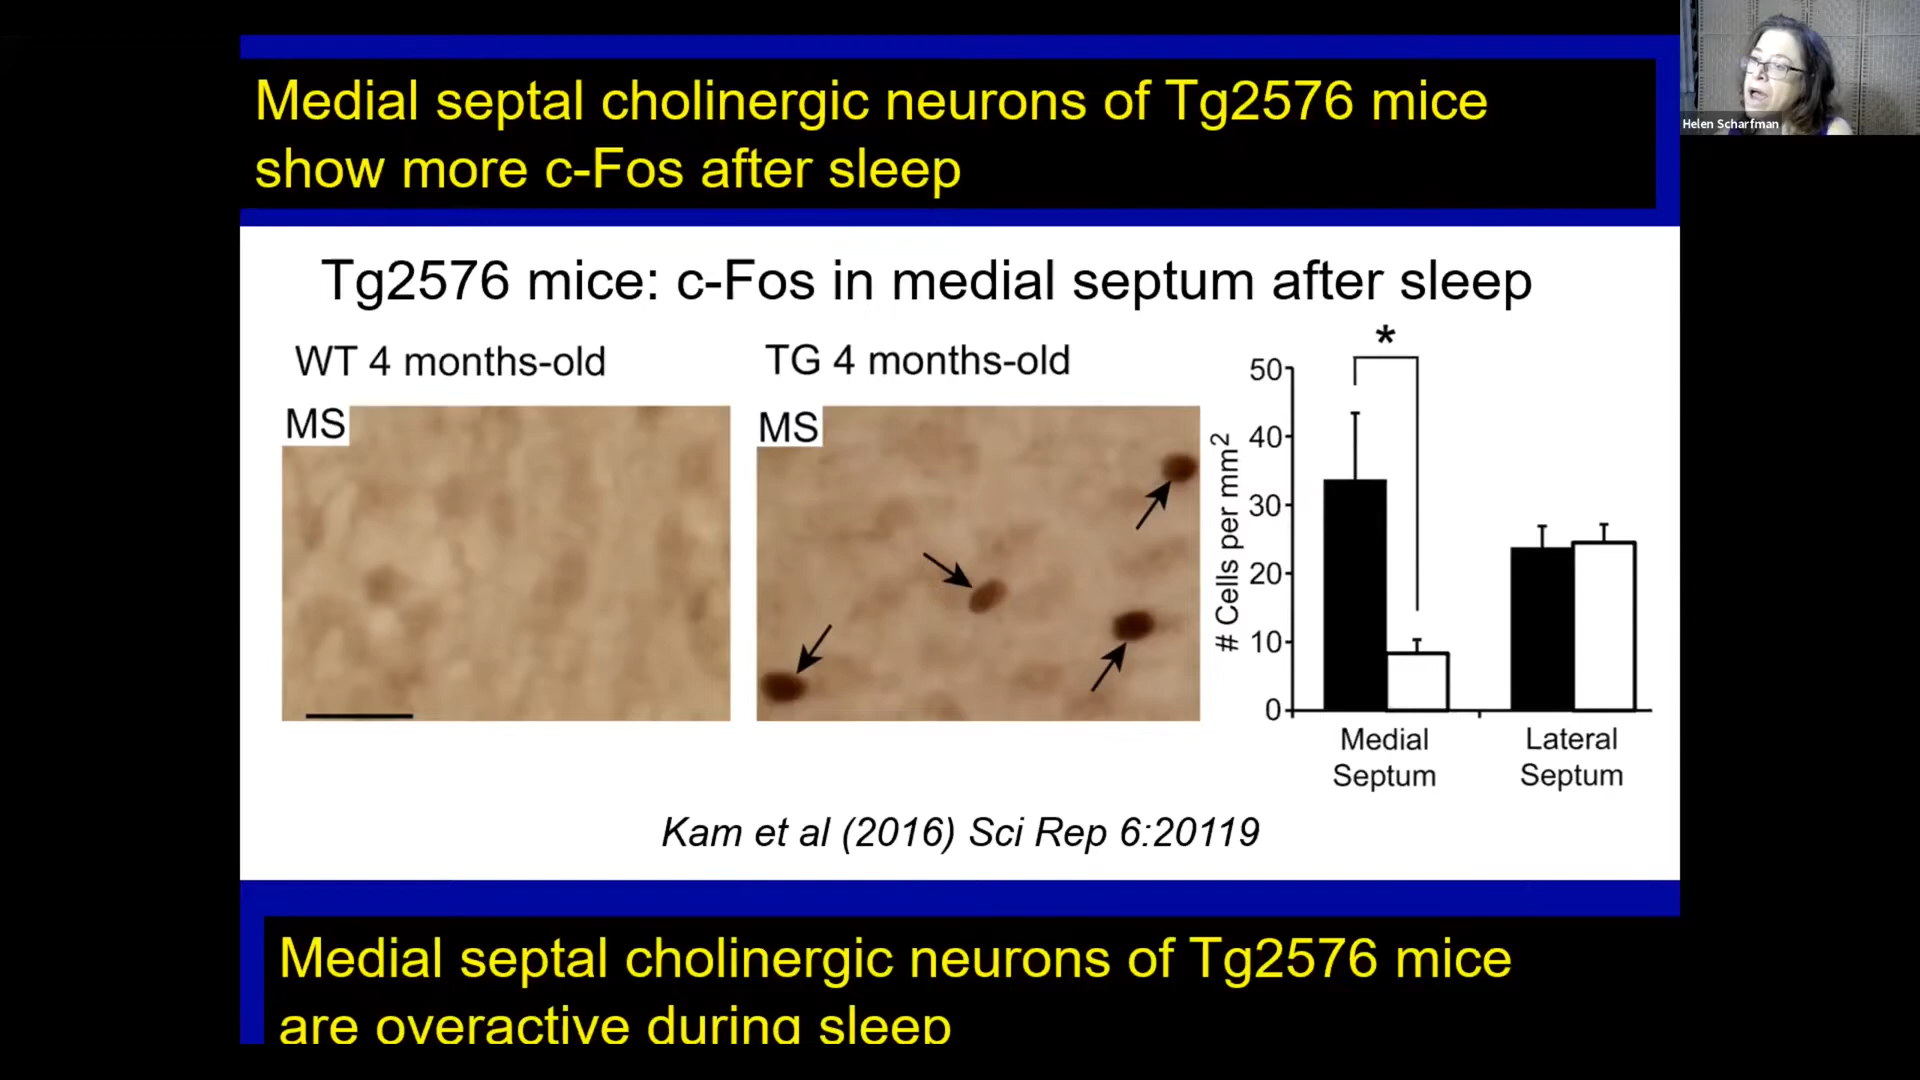 Medial septal cholinergic neurons of Tg2576 mice
show more c-Fos after sleep
Helen Scharfman
Tg2576 mice: c-Fos in medial septum after sleep
WT 4 months-old
TG 4 months-old
MS
MS
*
# Cells per mm²
50
40
30
20
10
0
Medial
Septum
Lateral
Septum
Kam et al (2016) Sci Rep 6:20119
Medial septal cholinergic neurons of Tg2576 mice
are overactive during sleep